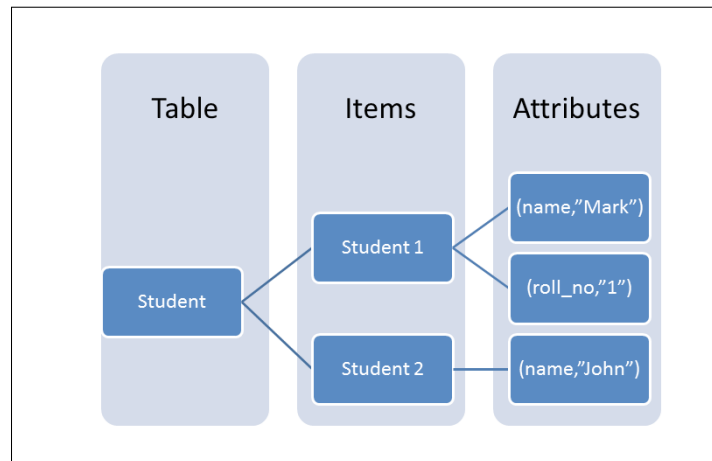 Table
Items
Attributes
Student
Student 1
Student 2
(name,”Mark”)
(roll_no,”1”)
(name,”John”)